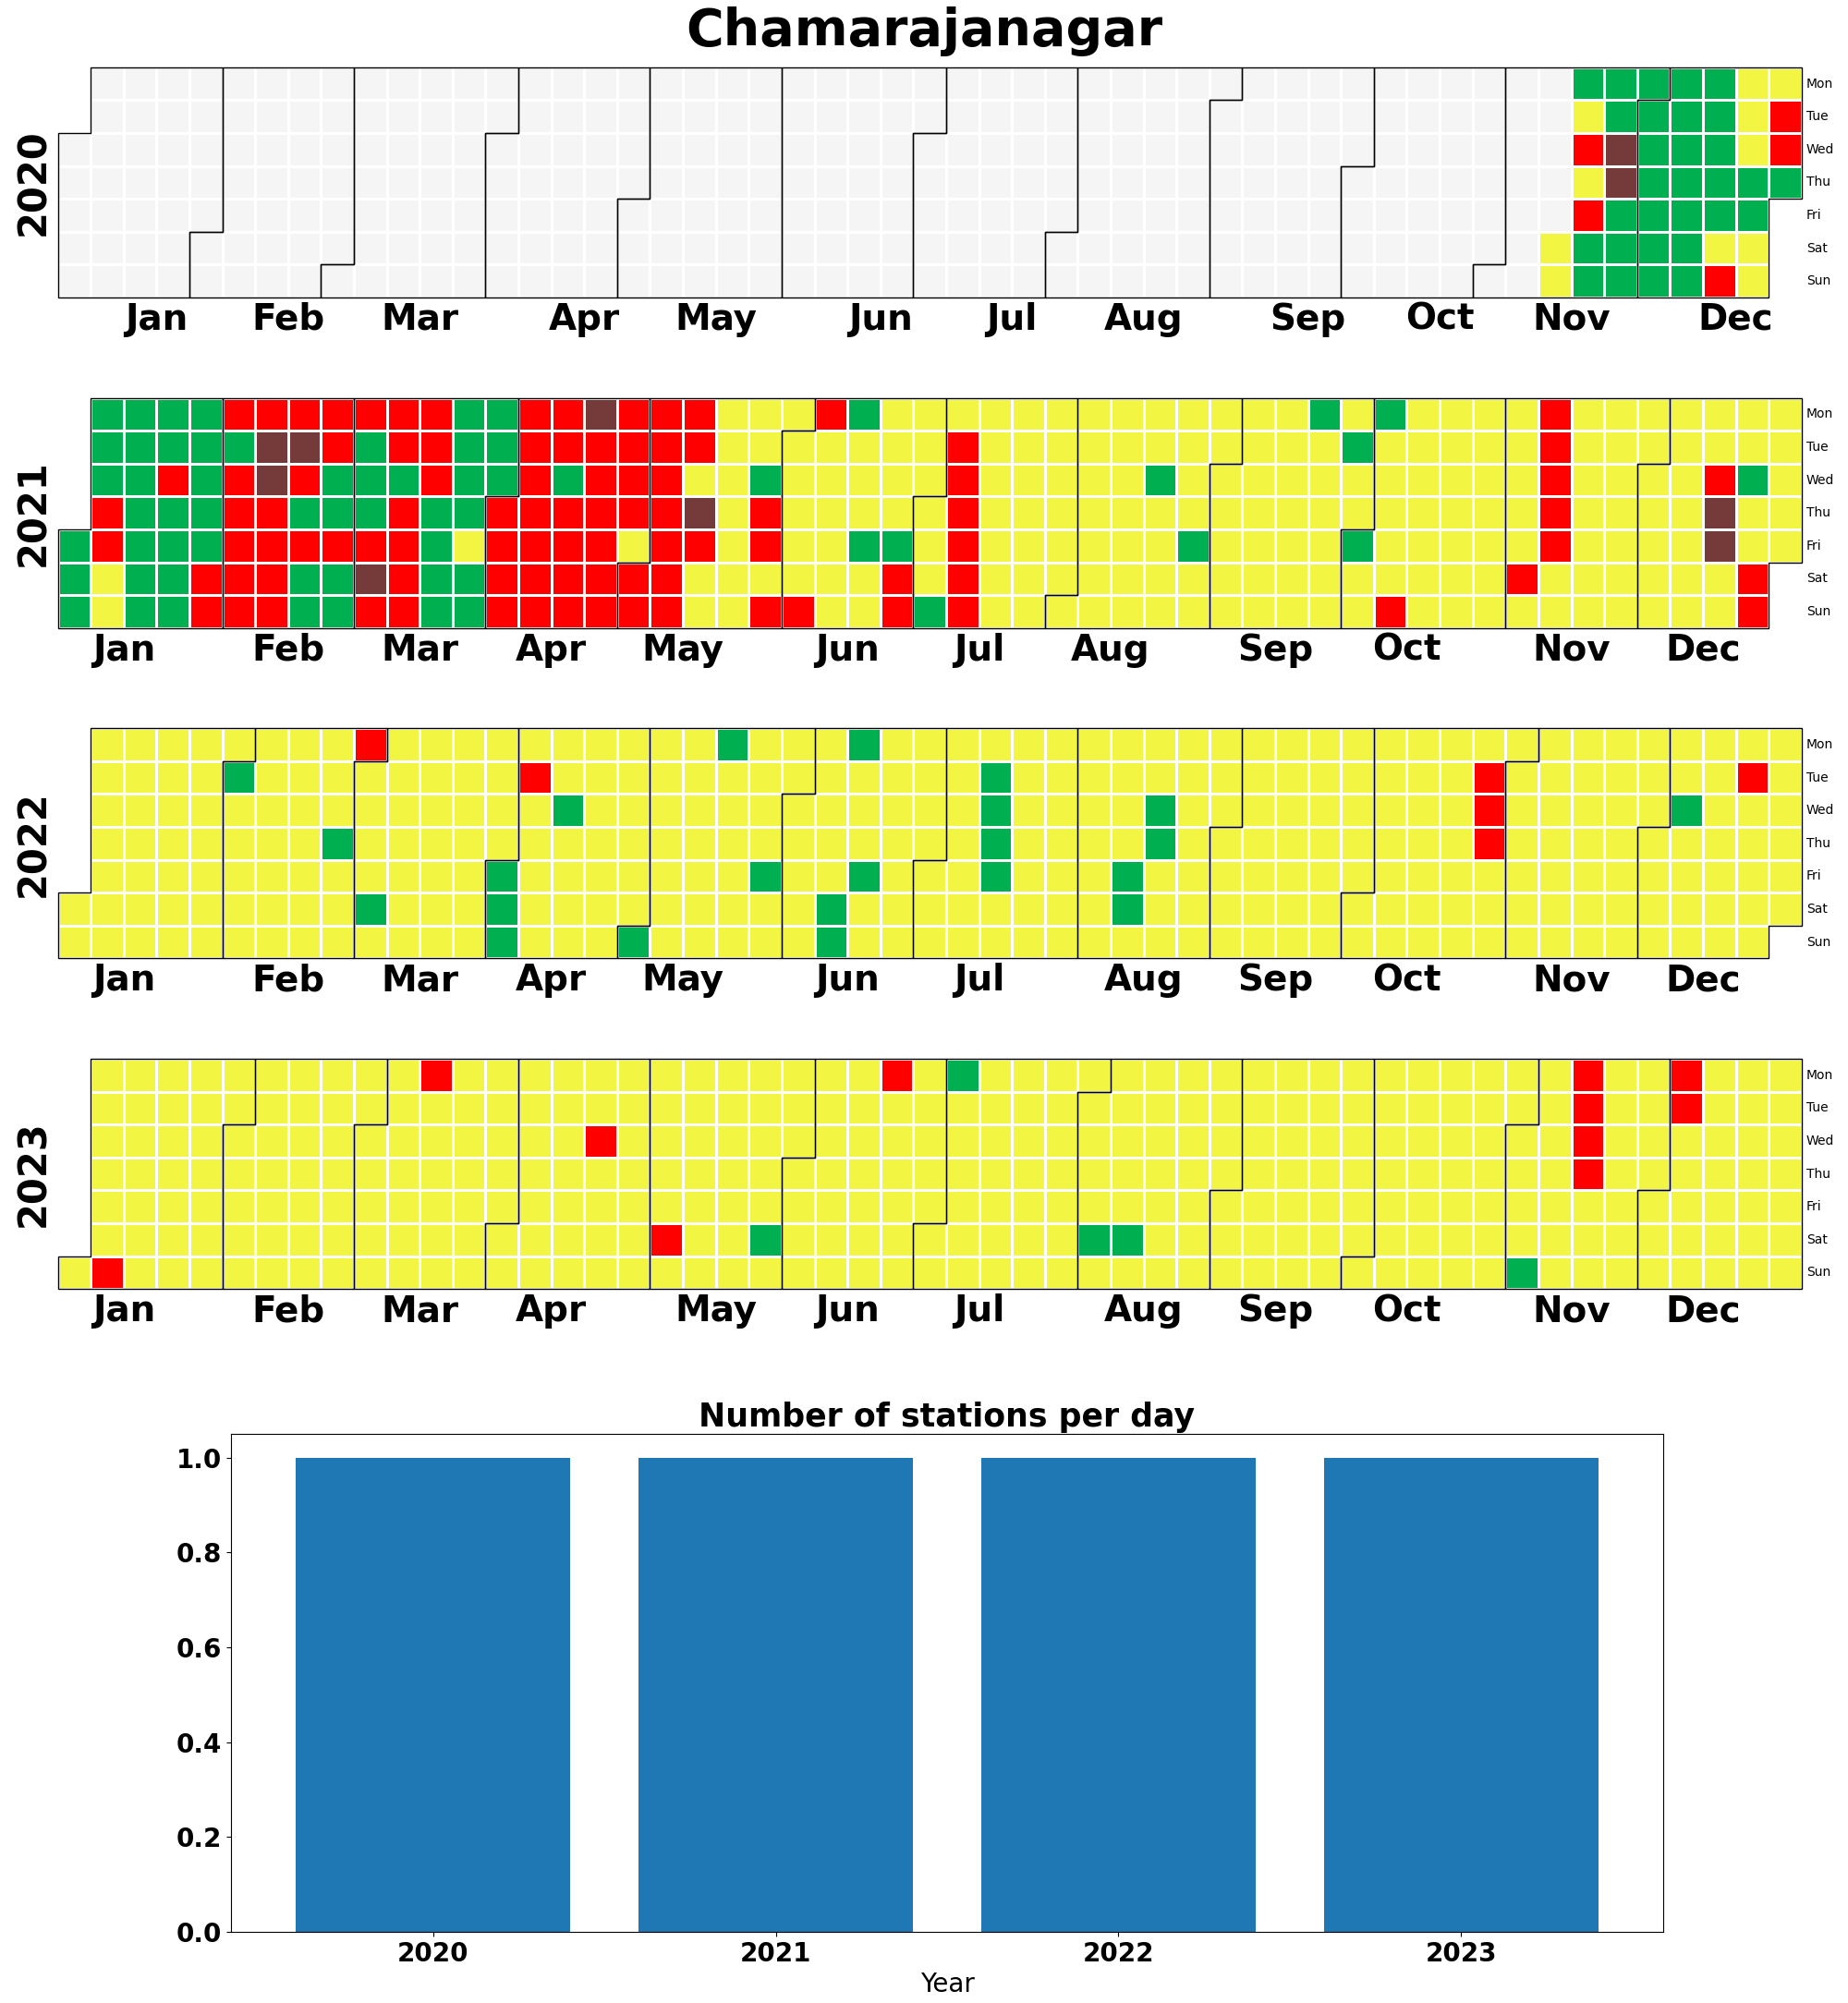 Chamarajanagar
2020
Mon
Tue
Wed
Thu
Fri
Sat
Sun
Jan Feb Mar Apr May Jun Jul Aug Sep Oct Nov Dec
2021
Mon
Tue
Wed
Thu
Fri
Sat
Sun
Jan Feb Mar Apr May Jun Jul Aug Sep Oct Nov Dec
2022
Mon
Tue
Wed
Thu
Fri
Sat
Sun
Jan Feb Mar Apr May Jun Jul Aug Sep Oct Nov Dec
2023
Mon
Tue
Wed
Thu
Fri
Sat
Sun
Jan Feb Mar Apr May Jun Jul Aug Sep Oct Nov Dec
Number of stations per day
1.0
0.8
0.6
0.4
0.2
0.0
2020 2021 2022 2023
Year